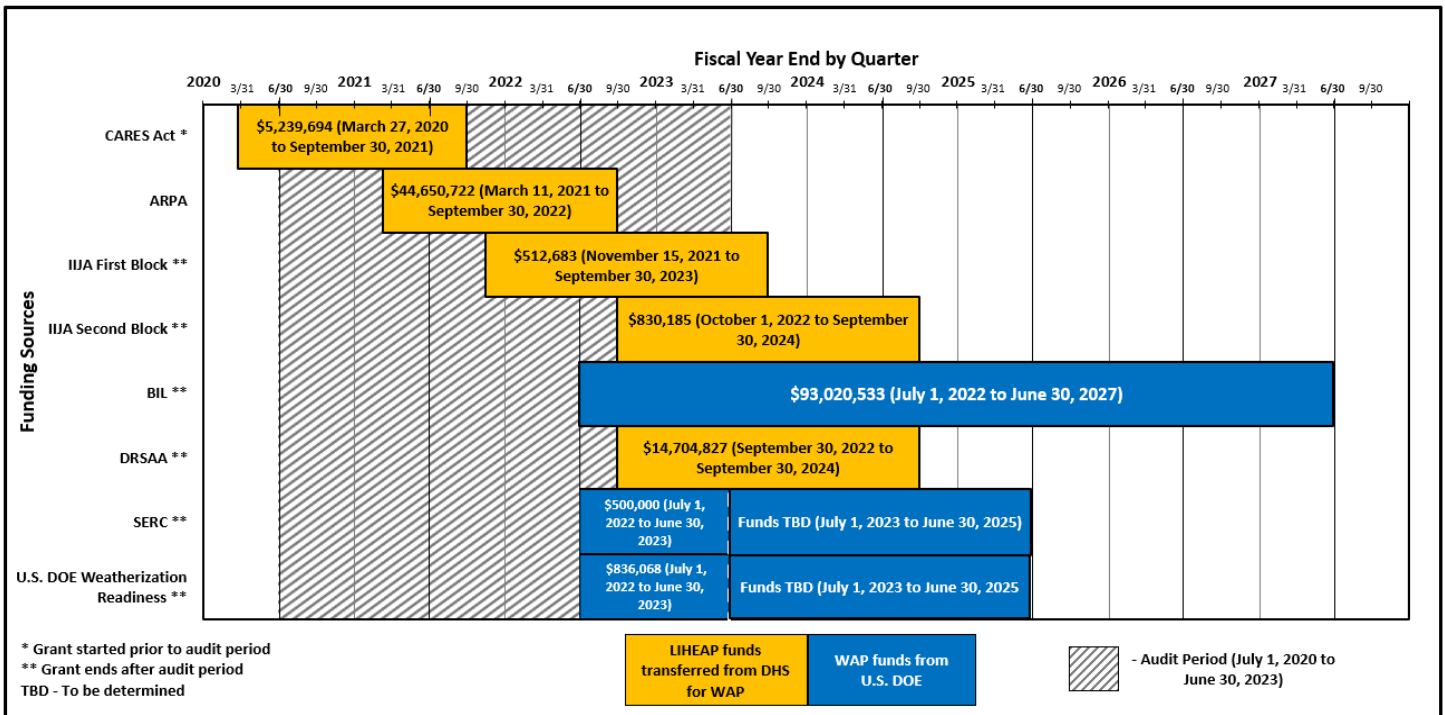 Fiscal Year End by Quarter
2020 2021 2022 2023 2024 2025 2026 2027
3/31 6/30 9/30 3/31 6/30 9/30 3/31 6/30 9/30 3/31 6/30 9/30 3/31 6/30 9/30 3/31 6/30 9/30 3/31 6/30 9/30 3/31 6/30 9/30
Funding Sources
CARES Act *
$5,239,694 (March 27, 2020
to September 30, 2021)
ARPA
$44,650,722 (March 11, 2021 to
September 30, 2022)
IIJA First Block **
$512,683 (November 15, 2021 to
September 30, 2023)
IIJA Second Block **
$830,185 (October 1, 2022 to September
30, 2024)
BIL **
$93,020,533 (July 1, 2022 to June 30, 2027)
DRSAA **
$14,704,827 (September 30, 2022 to
September 30, 2024)
SERC **
$500,000 (July 1,
2022 to June 30,
2023)
Funds TBD (July 1, 2023 to June 30, 2025)
U.S. DOE Weatherization
Readiness **
$836,068 (July 1,
2022 to June 30,
2023)
Funds TBD (July 1, 2023 to June 30, 2025
* Grant started prior to audit period
** Grant ends after audit period
TBD - To be determined
LIHEAP funds
transferred from DHS
for WAP
WAP funds from
U.S. DOE
- Audit Period (July 1, 2020 to
June 30, 2023)